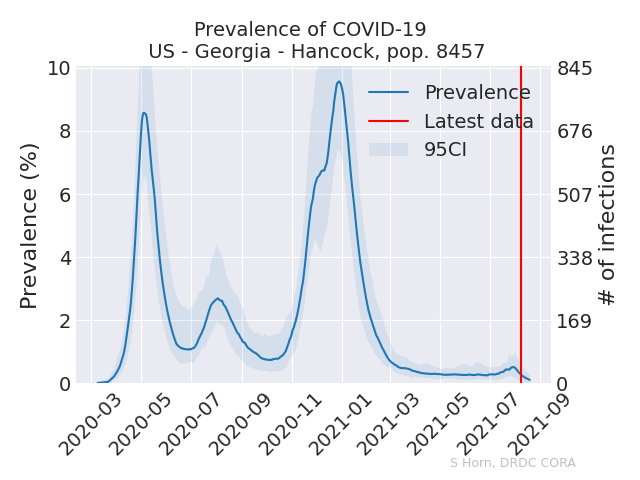 Prevalence of COVID-19
US - Georgia - Hancock, pop. 8457
10
8
6
4
2
0
Prevalence (%)
845
676
507
338
169
0
# of infections
Prevalence
Latest data
95CI
2020-03
2020-05
2020-07
2020-09
2020-11
2021-01
2021-03
2021-05
2021-07
2021-09
S Horn, DRDC CORA